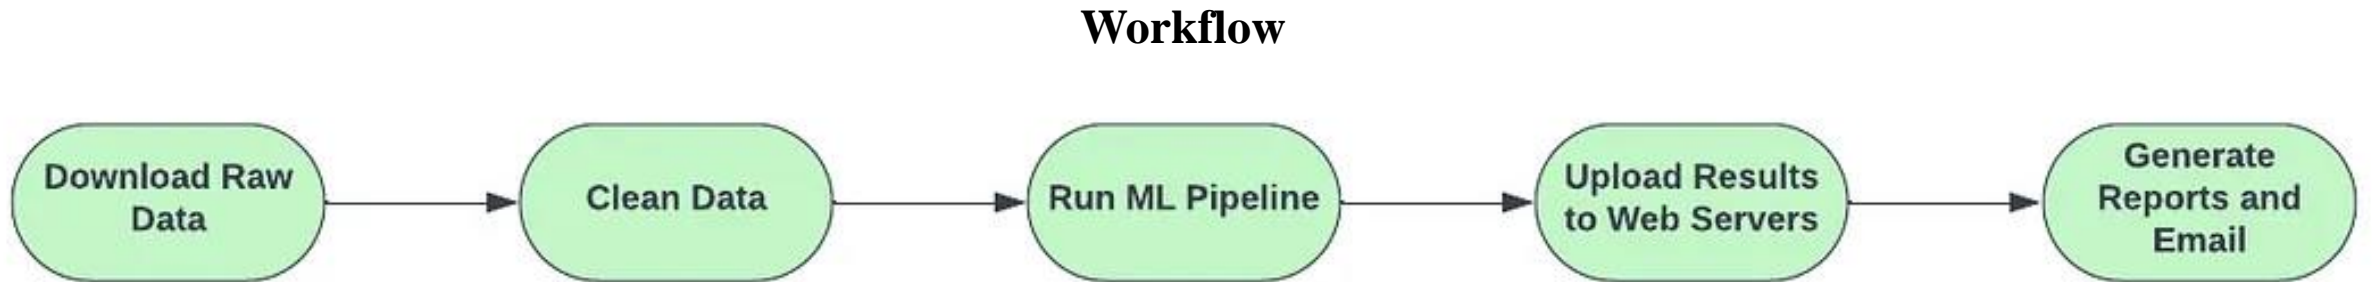 Workflow
Download Raw
Data
Clean Data
Run ML Pipeline
Upload Results
to Web Servers
Generate
Reports and
Email